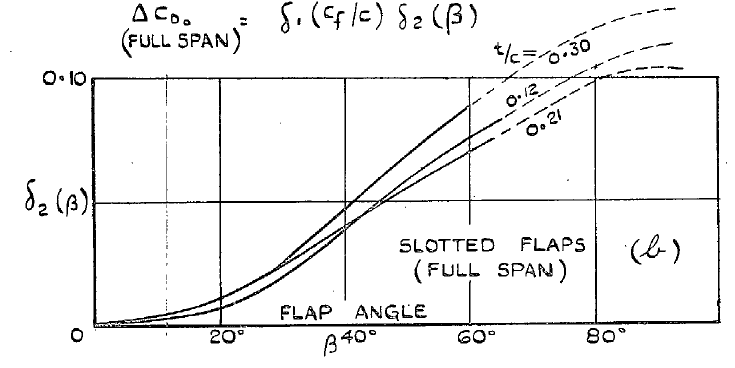 ΔC_D₀ = δ₁ (c_f/c) δ₂ (β)
(FULL SPAN)
t/c = 0.30
0.10
0.12
0.21
δ₂ (β)
SLOTTED FLAPS (b)
(FULL SPAN)
FLAP ANGLE
0
0 20° β 40° 60° 80°